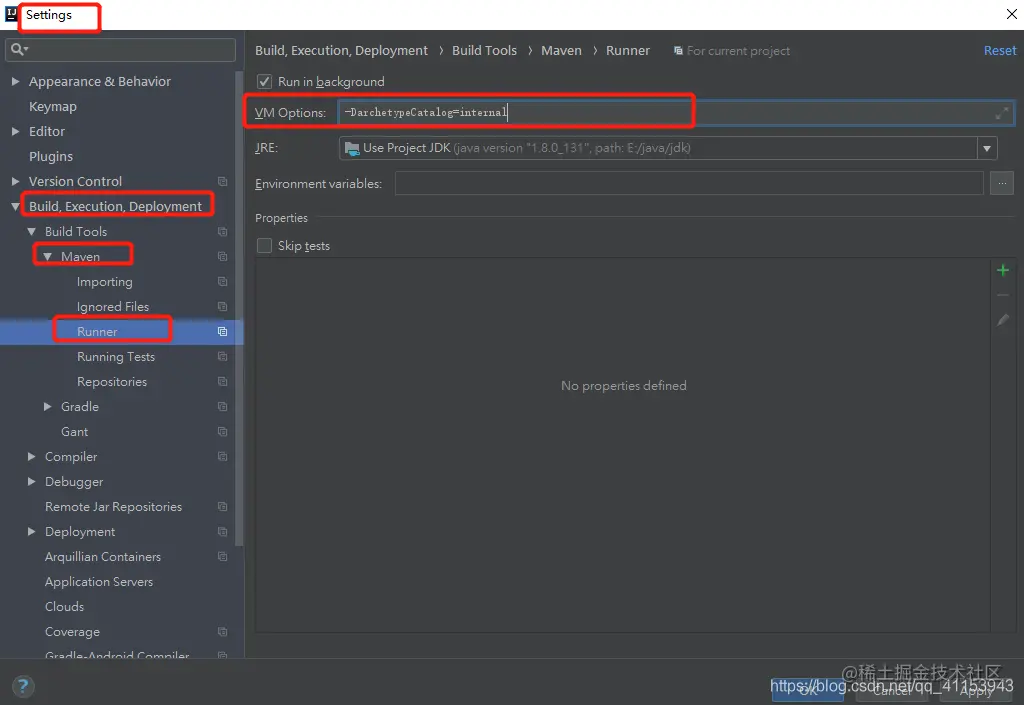 Settings
Build, Execution, Deployment › Build Tools › Maven › Runner For current project Reset
Appearance & Behavior
Keymap
Editor
Plugins
Version Control
Build, Execution, Deployment
Build Tools
Maven
Importing
Ignored Files
Runner
Running Tests
Repositories
Gradle
Gant
Compiler
Debugger
Remote Jar Repositories
Deployment
Arquillian Containers
Application Servers
Clouds
Coverage
Gradle-Android Compiler
Run in background
VM Options: -DarchetypeCatalog=internal
JRE: Use Project JDK (java version "1.8.0_131", path: E:/java/jdk)
Environment variables: ...
Properties
Skip tests
No properties defined
?
@稀土掘金技术社区
https://blog.csdn.net/qq_41153943
OK Cancel Apply